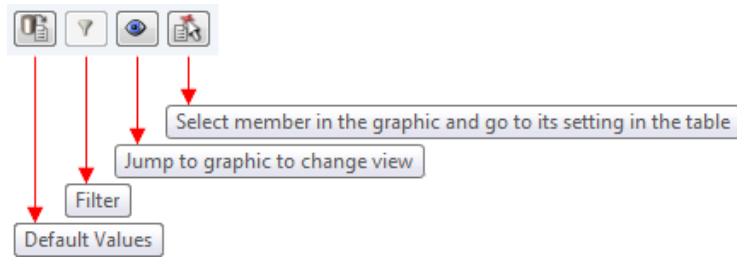 Select member in the graphic and go to its setting in the table
Jump to graphic to change view
Filter
Default Values